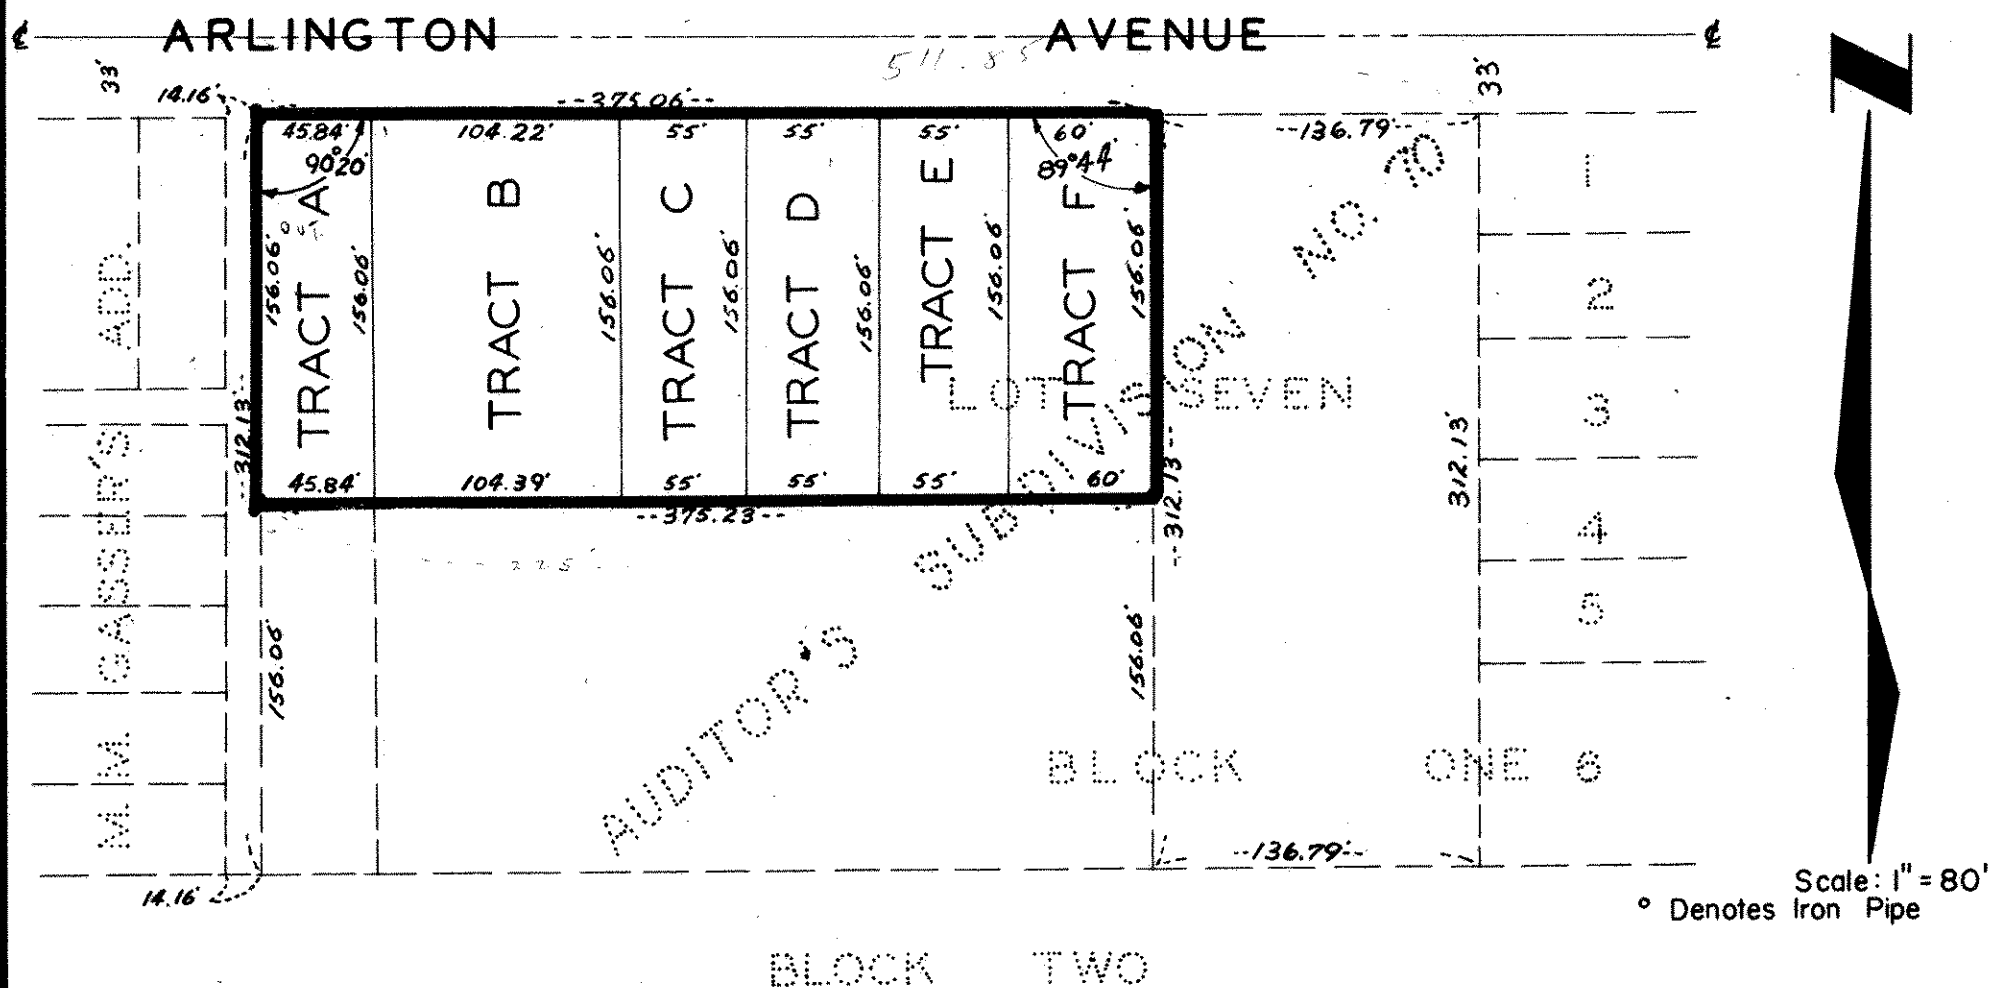 ℄ ARLINGTON AVENUE ℄
511.85
33'
33'
14.16'
--375.06'--
--136.79'--
45.84'
104.22'
55'
55'
55'
60'
90°20'
89°44'
TRACT A
TRACT B
TRACT C
TRACT D
TRACT E
TRACT F
156.06'
156.06'
156.06'
156.06'
156.06'
156.06'
156.06'
45.84'
104.39'
55'
55'
55'
60'
--375.23--
--312.13'--
--312.13--
312.13'
225
156.06'
156.06'
M. M. GASSER'S ADD.
AUDITOR'S SUBDIVISION NO. 70
LOT SEVEN
BLOCK ONE
1
2
3
4
5
6
--136.79'--
14.16'
N
Scale: 1" = 80'
° Denotes Iron Pipe
BLOCK TWO